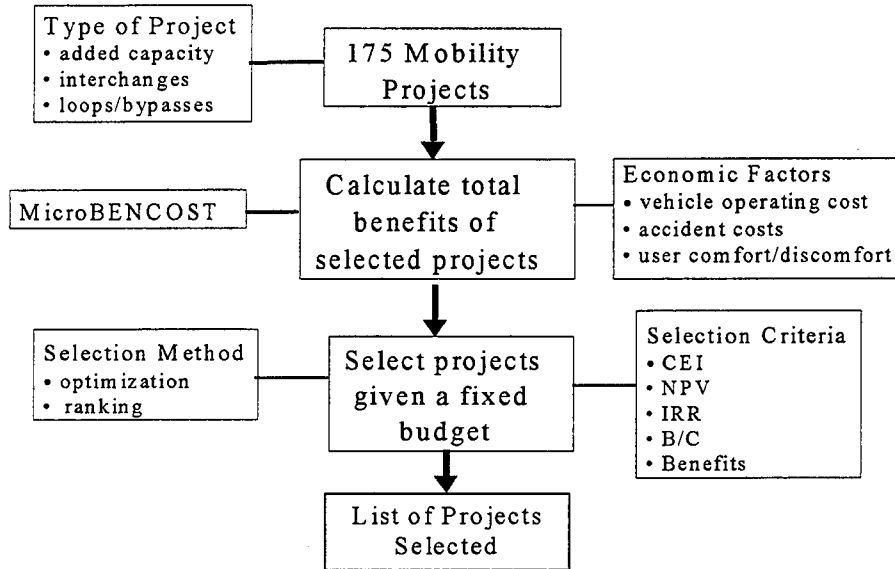 Type of Project
• added capacity
• interchanges
• loops/bypasses
175 Mobility
Projects
MicroBENCOST
Calculate total
benefits of
selected projects
Economic Factors
• vehicle operating cost
• accident costs
• user comfort/discomfort
Selection Method
• optimization
• ranking
Select projects
given a fixed
budget
Selection Criteria
• CEI
• NPV
• IRR
• B/C
• Benefits
List of Projects
Selected